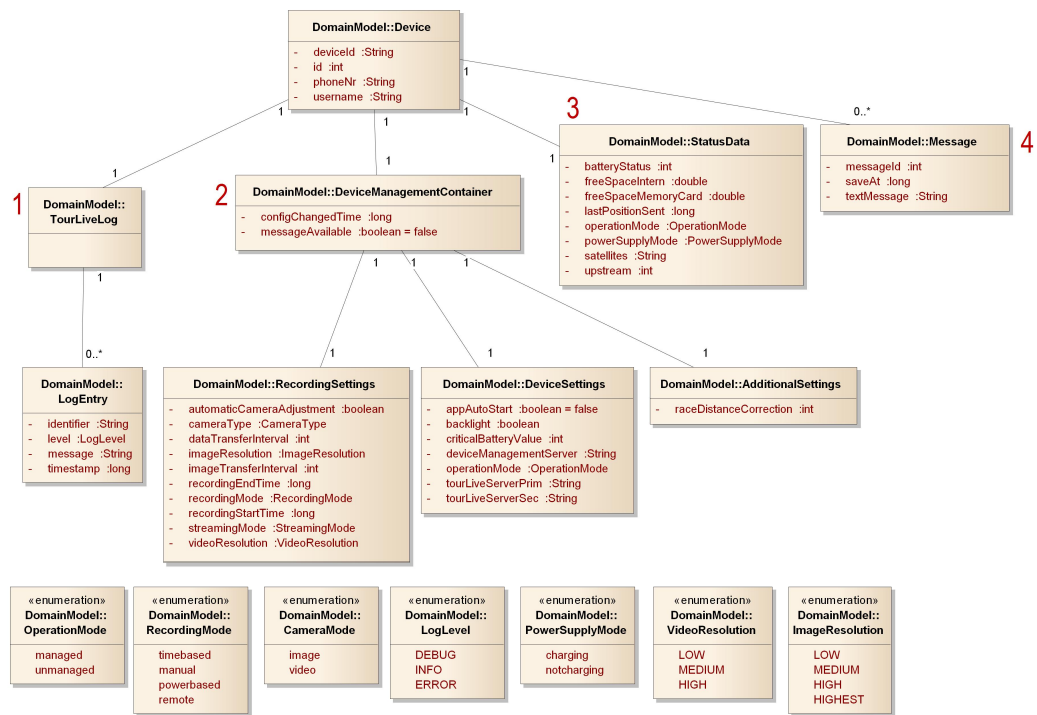 DomainModel::Device
- deviceId :String
- id :int
- phoneNr :String
- username :String
1
1
1
1
1
1
1
0..*
3
DomainModel::StatusData
- batteryStatus :int
- freeSpaceIntern :double
- freeSpaceMemoryCard :double
- lastPositionSent :long
- operationMode :OperationMode
- powerSupplyMode :PowerSupplyMode
- satellites :String
- upstream :int
DomainModel::Message
- messageId :int
- saveAt :long
- textMessage :String
4
1
DomainModel::
TourLiveLog
2
DomainModel::DeviceManagementContainer
- configChangedTime :long
- messageAvailable :boolean = false
1
1
1
1
0..*
1
1
1
DomainModel::
LogEntry
- identifier :String
- level :LogLevel
- message :String
- timestamp :long
DomainModel::RecordingSettings
- automaticCameraAdjustment :boolean
- cameraType :CameraType
- dataTransferInterval :int
- imageResolution :ImageResolution
- imageTransferInterval :int
- recordingEndTime :long
- recordingMode :RecordingMode
- recordingStartTime :long
- streamingMode :StreamingMode
- videoResolution :VideoResolution
DomainModel::DeviceSettings
- appAutoStart :boolean = false
- backlight :boolean
- criticalBatteryValue :int
- deviceManagementServer :String
- operationMode :OperationMode
- tourLiveServerPrim :String
- tourLiveServerSec :String
DomainModel::AdditionalSettings
- raceDistanceCorrection :int
«enumeration»
DomainModel::
OperationMode
managed
unmanaged
«enumeration»
DomainModel::
RecordingMode
timebased
manual
powerbased
remote
«enumeration»
DomainModel::
CameraMode
image
video
«enumeration»
DomainModel::
LogLevel
DEBUG
INFO
ERROR
«enumeration»
DomainModel::
PowerSupplyMode
charging
notcharging
«enumeration»
DomainModel::
VideoResolution
LOW
MEDIUM
HIGH
«enumeration»
DomainModel::
ImageResolution
LOW
MEDIUM
HIGH
HIGHEST